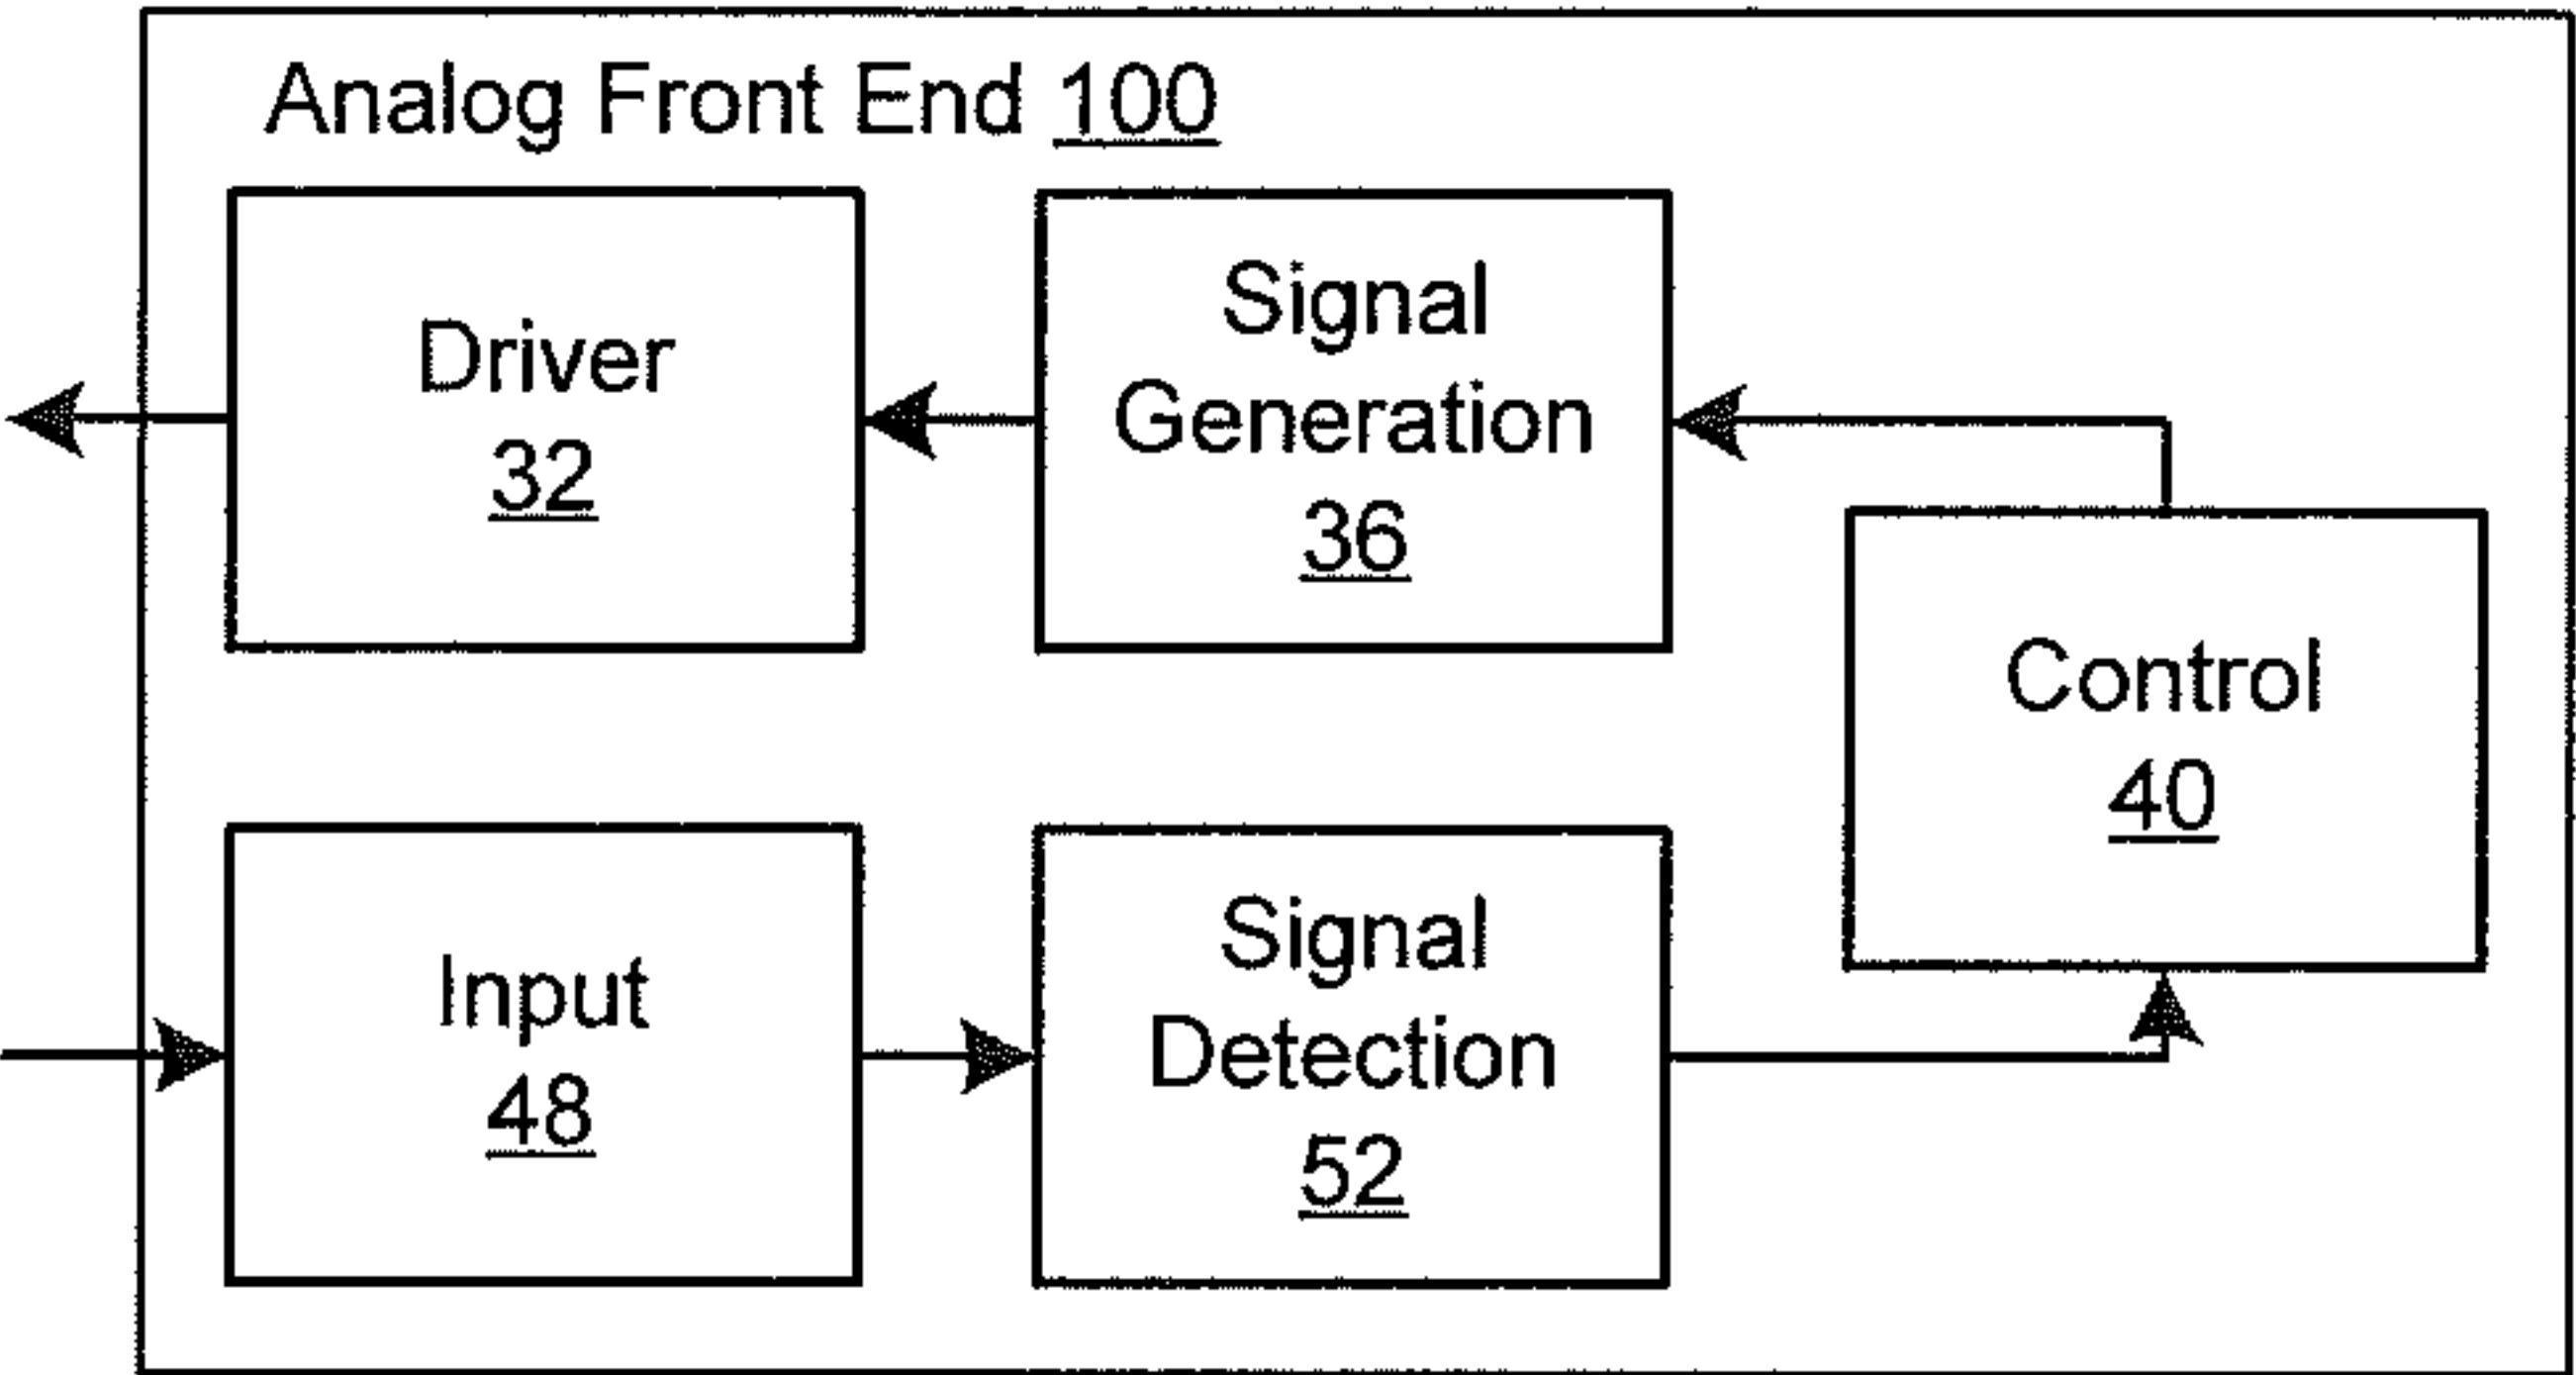 Analog Front End 100
Driver
32
Signal
Generation
36
Control
40
Input
48
Signal
Detection
52